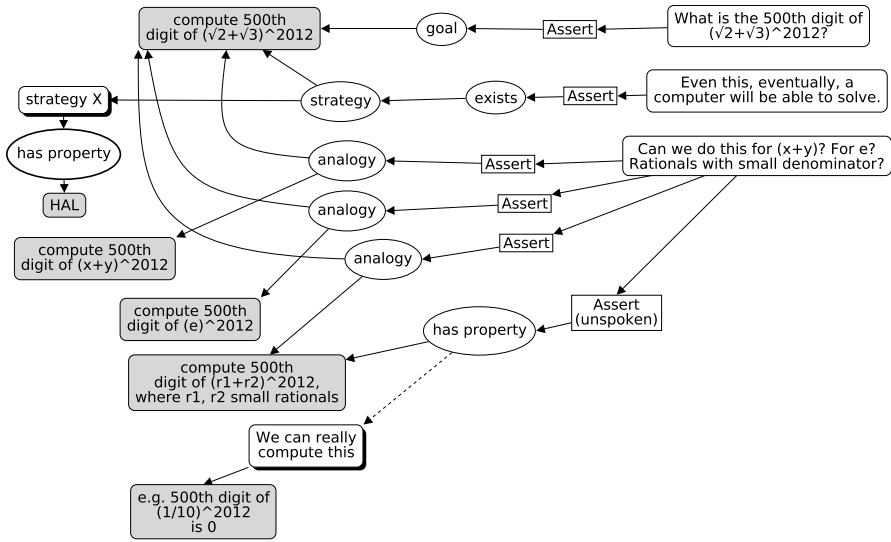 compute 500th
digit of (√2+√3)^2012
goal
Assert
What is the 500th digit of
(√2+√3)^2012?
strategy X
strategy
exists
Assert
Even this, eventually, a
computer will be able to solve.
has property
HAL
analogy
Assert
Can we do this for (x+y)? For e?
Rationals with small denominator?
analogy
Assert
compute 500th
digit of (x+y)^2012
analogy
Assert
compute 500th
digit of (e)^2012
has property
Assert
(unspoken)
compute 500th
digit of (r1+r2)^2012,
where r1, r2 small rationals
We can really
compute this
e.g. 500th digit of
(1/10)^2012
is 0